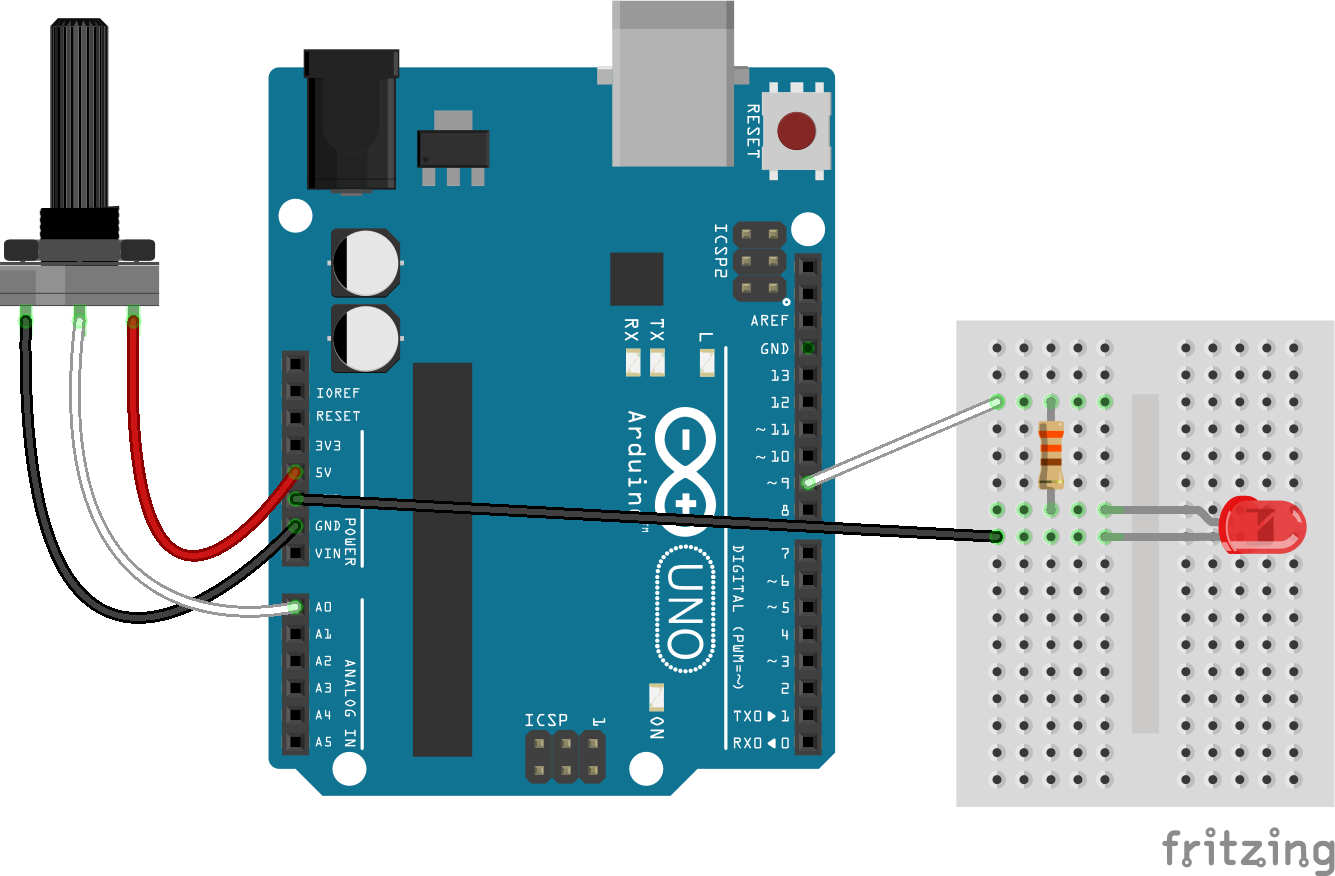 RESET
ICSP2
RX
TX
L
AREF
GND
13
12
~11
~10
~9
8
7
~6
~5
4
~3
2
TX0▶1
RX0◀0
DIGITAL (PWM=~)
IOREF
RESET
3V3
5V
GND
VIN
POWER
A0
A1
A2
A3
A4
A5
ANALOG IN
Arduino
UNO
ICSP
1
ON
fritzing